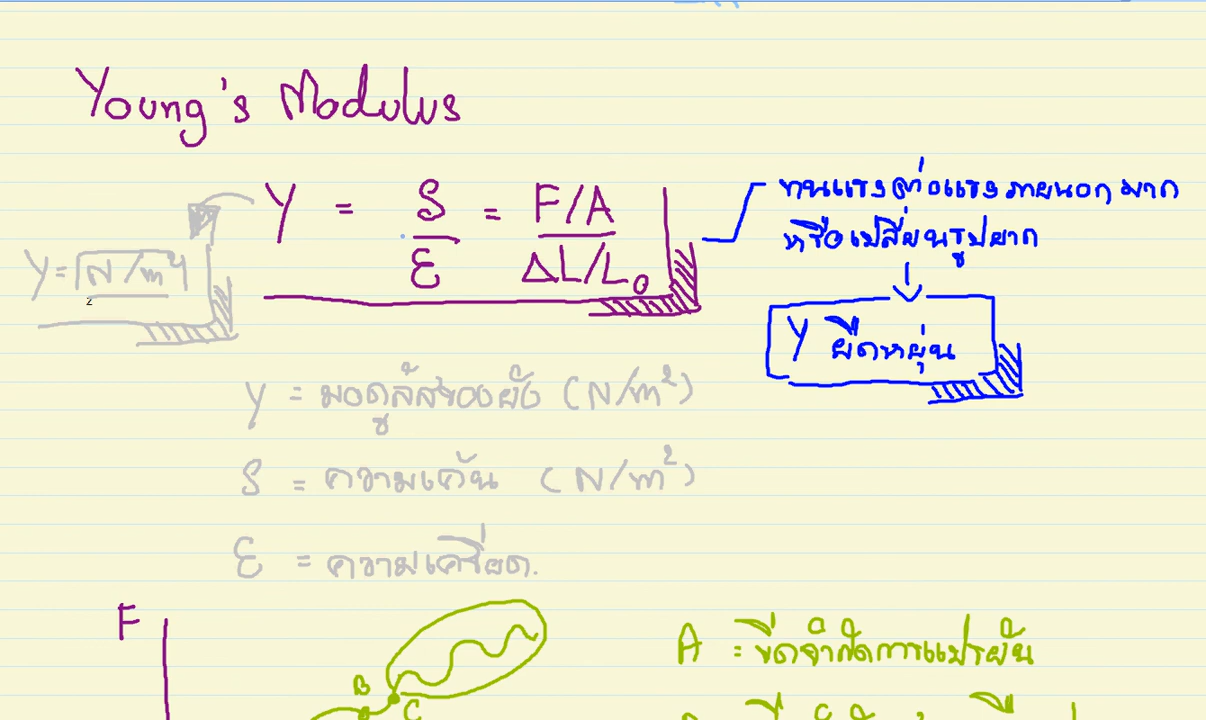 Young's Modulus
Y = S/ε = F/A / ΔL/L₀
ทนแรงต่อแรงภายนอกมาก
หรือเปลี่ยนรูปยาก
Y = N/m²
Y ยืดหยุ่น
Y = มอดูลัสของยัง (N/m²)
S = ความเค้น (N/m²)
ε = ความเครียด.
F
A = ขีดจำกัดการแปรผัน
B
C